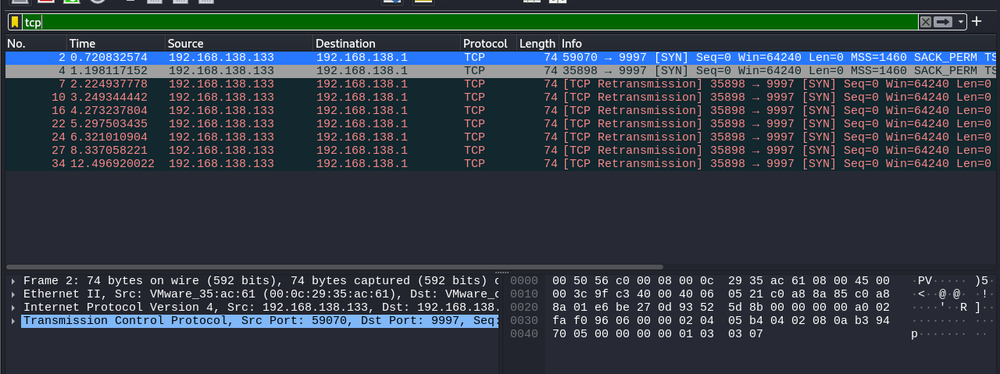 tcp
No. Time Source Destination Protocol Length Info
2 0.720832574 192.168.138.133 192.168.138.1 TCP 74 59070 → 9997 [SYN] Seq=0 Win=64240 Len=0 MSS=1460 SACK_PERM TS
4 1.198117152 192.168.138.133 192.168.138.1 TCP 74 35898 → 9997 [SYN] Seq=0 Win=64240 Len=0 MSS=1460 SACK_PERM TS
7 2.224937778 192.168.138.133 192.168.138.1 TCP 74 [TCP Retransmission] 35898 → 9997 [SYN] Seq=0 Win=64240 Len=0
10 3.249344442 192.168.138.133 192.168.138.1 TCP 74 [TCP Retransmission] 35898 → 9997 [SYN] Seq=0 Win=64240 Len=0
16 4.273237804 192.168.138.133 192.168.138.1 TCP 74 [TCP Retransmission] 35898 → 9997 [SYN] Seq=0 Win=64240 Len=0
22 5.297503435 192.168.138.133 192.168.138.1 TCP 74 [TCP Retransmission] 35898 → 9997 [SYN] Seq=0 Win=64240 Len=0
24 6.321010904 192.168.138.133 192.168.138.1 TCP 74 [TCP Retransmission] 35898 → 9997 [SYN] Seq=0 Win=64240 Len=0
27 8.337058221 192.168.138.133 192.168.138.1 TCP 74 [TCP Retransmission] 35898 → 9997 [SYN] Seq=0 Win=64240 Len=0
34 12.496920022 192.168.138.133 192.168.138.1 TCP 74 [TCP Retransmission] 35898 → 9997 [SYN] Seq=0 Win=64240 Len=0
Frame 2: 74 bytes on wire (592 bits), 74 bytes captured (592 bits) o
Ethernet II, Src: VMware_35:ac:61 (00:0c:29:35:ac:61), Dst: VMware_c
Internet Protocol Version 4, Src: 192.168.138.133, Dst: 192.168.138.
Transmission Control Protocol, Src Port: 59070, Dst Port: 9997, Seq:
0000 00 50 56 c0 00 08 00 0c 29 35 ac 61 08 00 45 00 ·PV····· )5·a··E·
0010 00 3c 9f c3 40 00 40 06 05 21 c0 a8 8a 85 c0 a8 ·<··@·@· ·!······
0020 8a 01 e6 be 27 0d 93 52 5d 8b 00 00 00 00 a0 02 ····'··R ]·······
0030 fa f0 96 06 00 00 02 04 05 b4 04 02 08 0a b3 94 ········ ········
0040 70 05 00 00 00 00 01 03 03 07 p······· ··